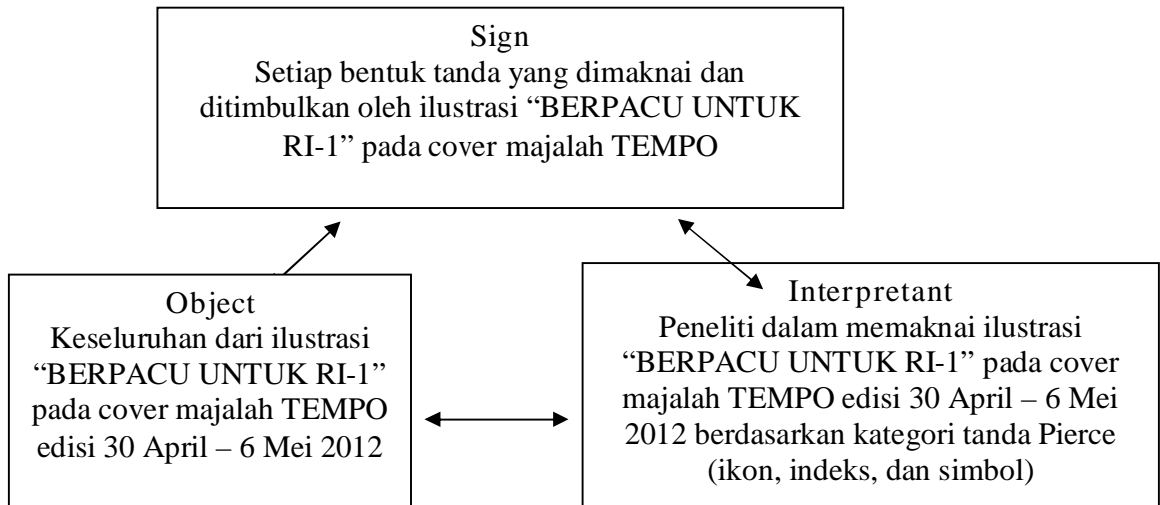 Sign
Setiap bentuk tanda yang dimaknai dan
ditimbulkan oleh ilustrasi “BERPACU UNTUK
RI-1” pada cover majalah TEMPO
Object
Keseluruhan dari ilustrasi
“BERPACU UNTUK RI-1”
pada cover majalah TEMPO
edisi 30 April – 6 Mei 2012
Interpretant
Peneliti dalam memaknai ilustrasi
“BERPACU UNTUK RI-1” pada cover
majalah TEMPO edisi 30 April – 6 Mei
2012 berdasarkan kategori tanda Pierce
(ikon, indeks, dan simbol)